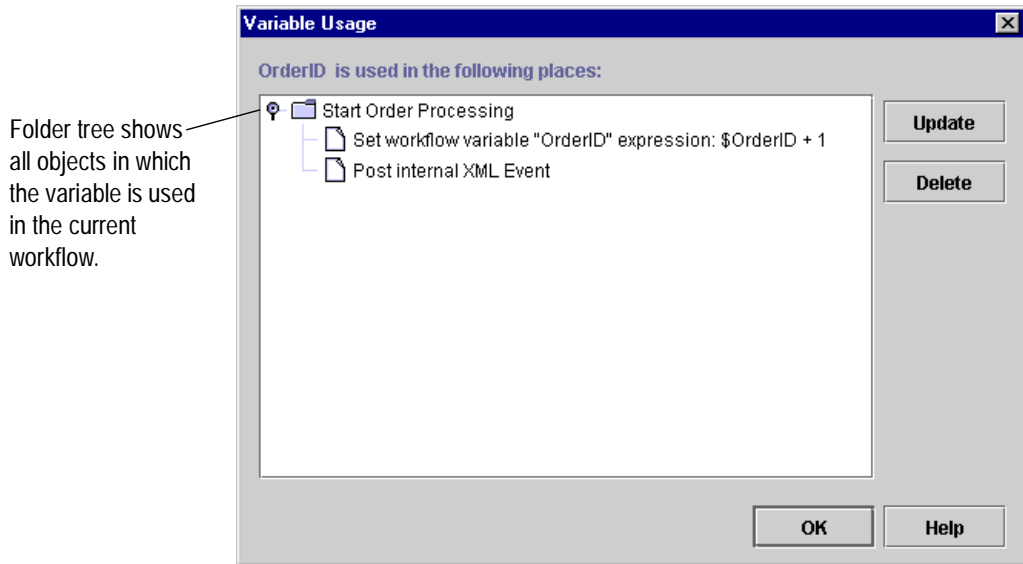 Variable Usage
OrderID is used in the following places:
Start Order Processing
Set workflow variable "OrderID" expression: $OrderID + 1
Post internal XML Event
Update
Delete
OK
Help
Folder tree shows
all objects in which
the variable is used
in the current
workflow.